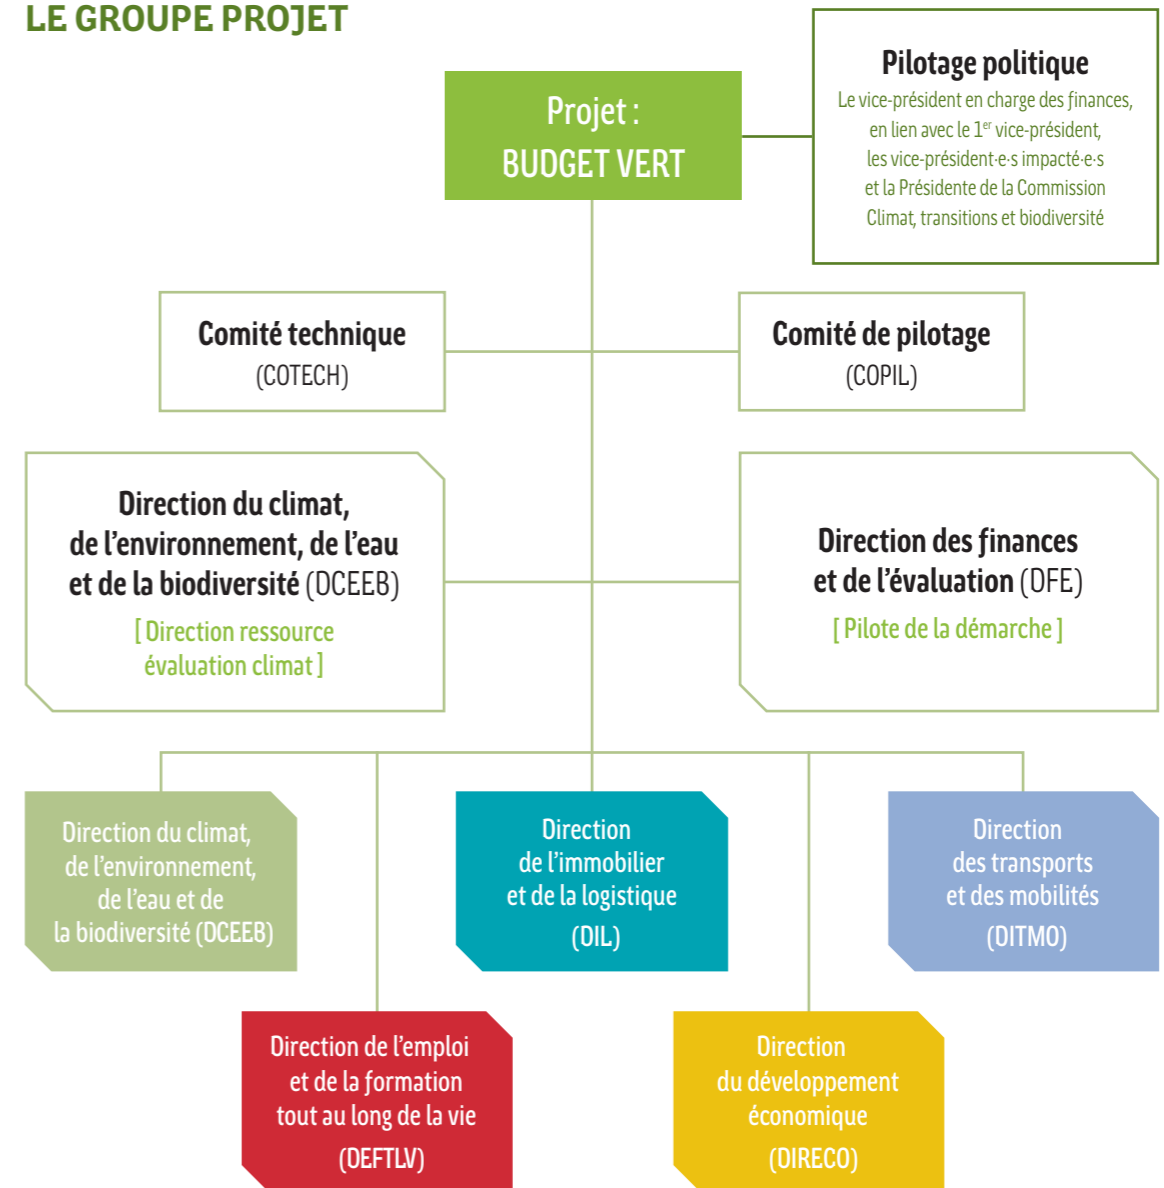 LE GROUPE PROJET
Projet :
BUDGET VERT
Pilotage politique
Le vice-président en charge des finances,
en lien avec le 1er vice-président,
les vice-président·e·s impacté·e·s
et la Présidente de la Commission
Climat, transitions et biodiversité
Comité technique
(COTECH)
Comité de pilotage
(COPIL)
Direction du climat,
de l’environnement, de l’eau
et de la biodiversité (DCEEB)
[ Direction ressource
évaluation climat ]
Direction des finances
et de l’évaluation (DFE)
[ Pilote de la démarche ]
Direction du climat,
de l’environnement,
de l’eau et de
la biodiversité (DCEEB)
Direction
de l’immobilier
et de la logistique
(DIL)
Direction
des transports
et des mobilités
(DITMO)
Direction de l’emploi
et de la formation
tout au long de la vie
(DEFTLV)
Direction
du développement
économique
(DIRECO)